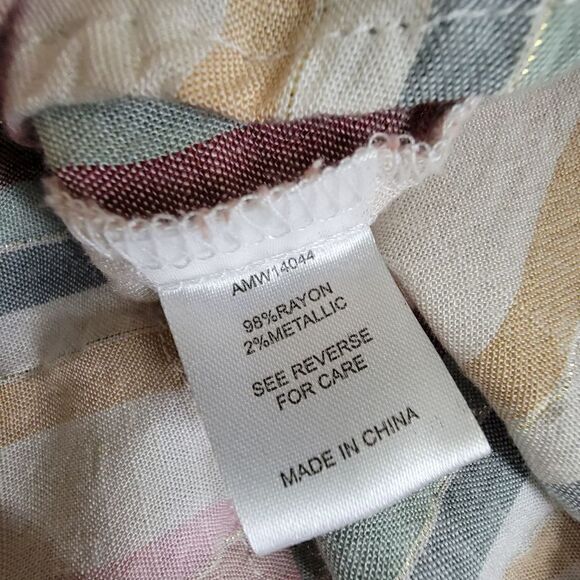 AMW14044
98%RAYON
2%METALLIC
SEE REVERSE
FOR CARE
MADE IN CHINA